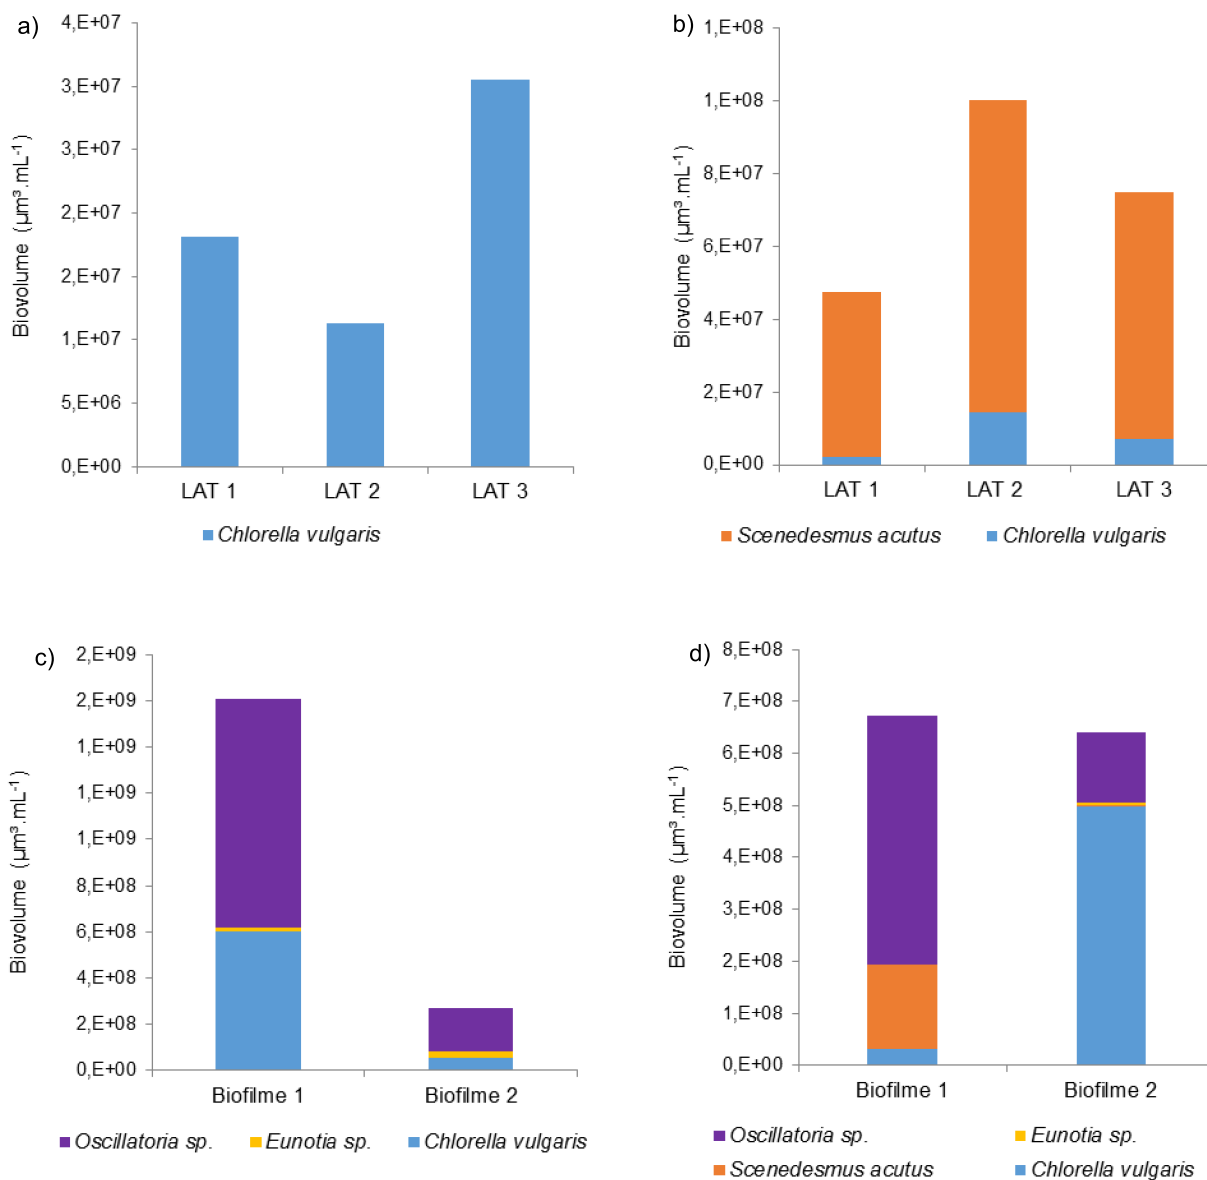 a)
Biovolume (µm³.mL⁻¹)
4,E+07
3,E+07
3,E+07
2,E+07
2,E+07
1,E+07
5,E+06
0,E+00
LAT 1 LAT 2 LAT 3
Chlorella vulgaris
b)
Biovolume (µm³.mL⁻¹)
1,E+08
1,E+08
8,E+07
6,E+07
4,E+07
2,E+07
0,E+00
LAT 1 LAT 2 LAT 3
Scenedesmus acutus Chlorella vulgaris
c)
Biovolume (µm³.mL⁻¹)
2,E+09
2,E+09
1,E+09
1,E+09
1,E+09
8,E+08
6,E+08
4,E+08
2,E+08
0,E+00
Biofilme 1 Biofilme 2
Oscillatoria sp. Eunotia sp. Chlorella vulgaris
d)
Biovolume (µm³.mL⁻¹)
8,E+08
7,E+08
6,E+08
5,E+08
4,E+08
3,E+08
2,E+08
1,E+08
0,E+00
Biofilme 1 Biofilme 2
Oscillatoria sp. Eunotia sp.
Scenedesmus acutus Chlorella vulgaris